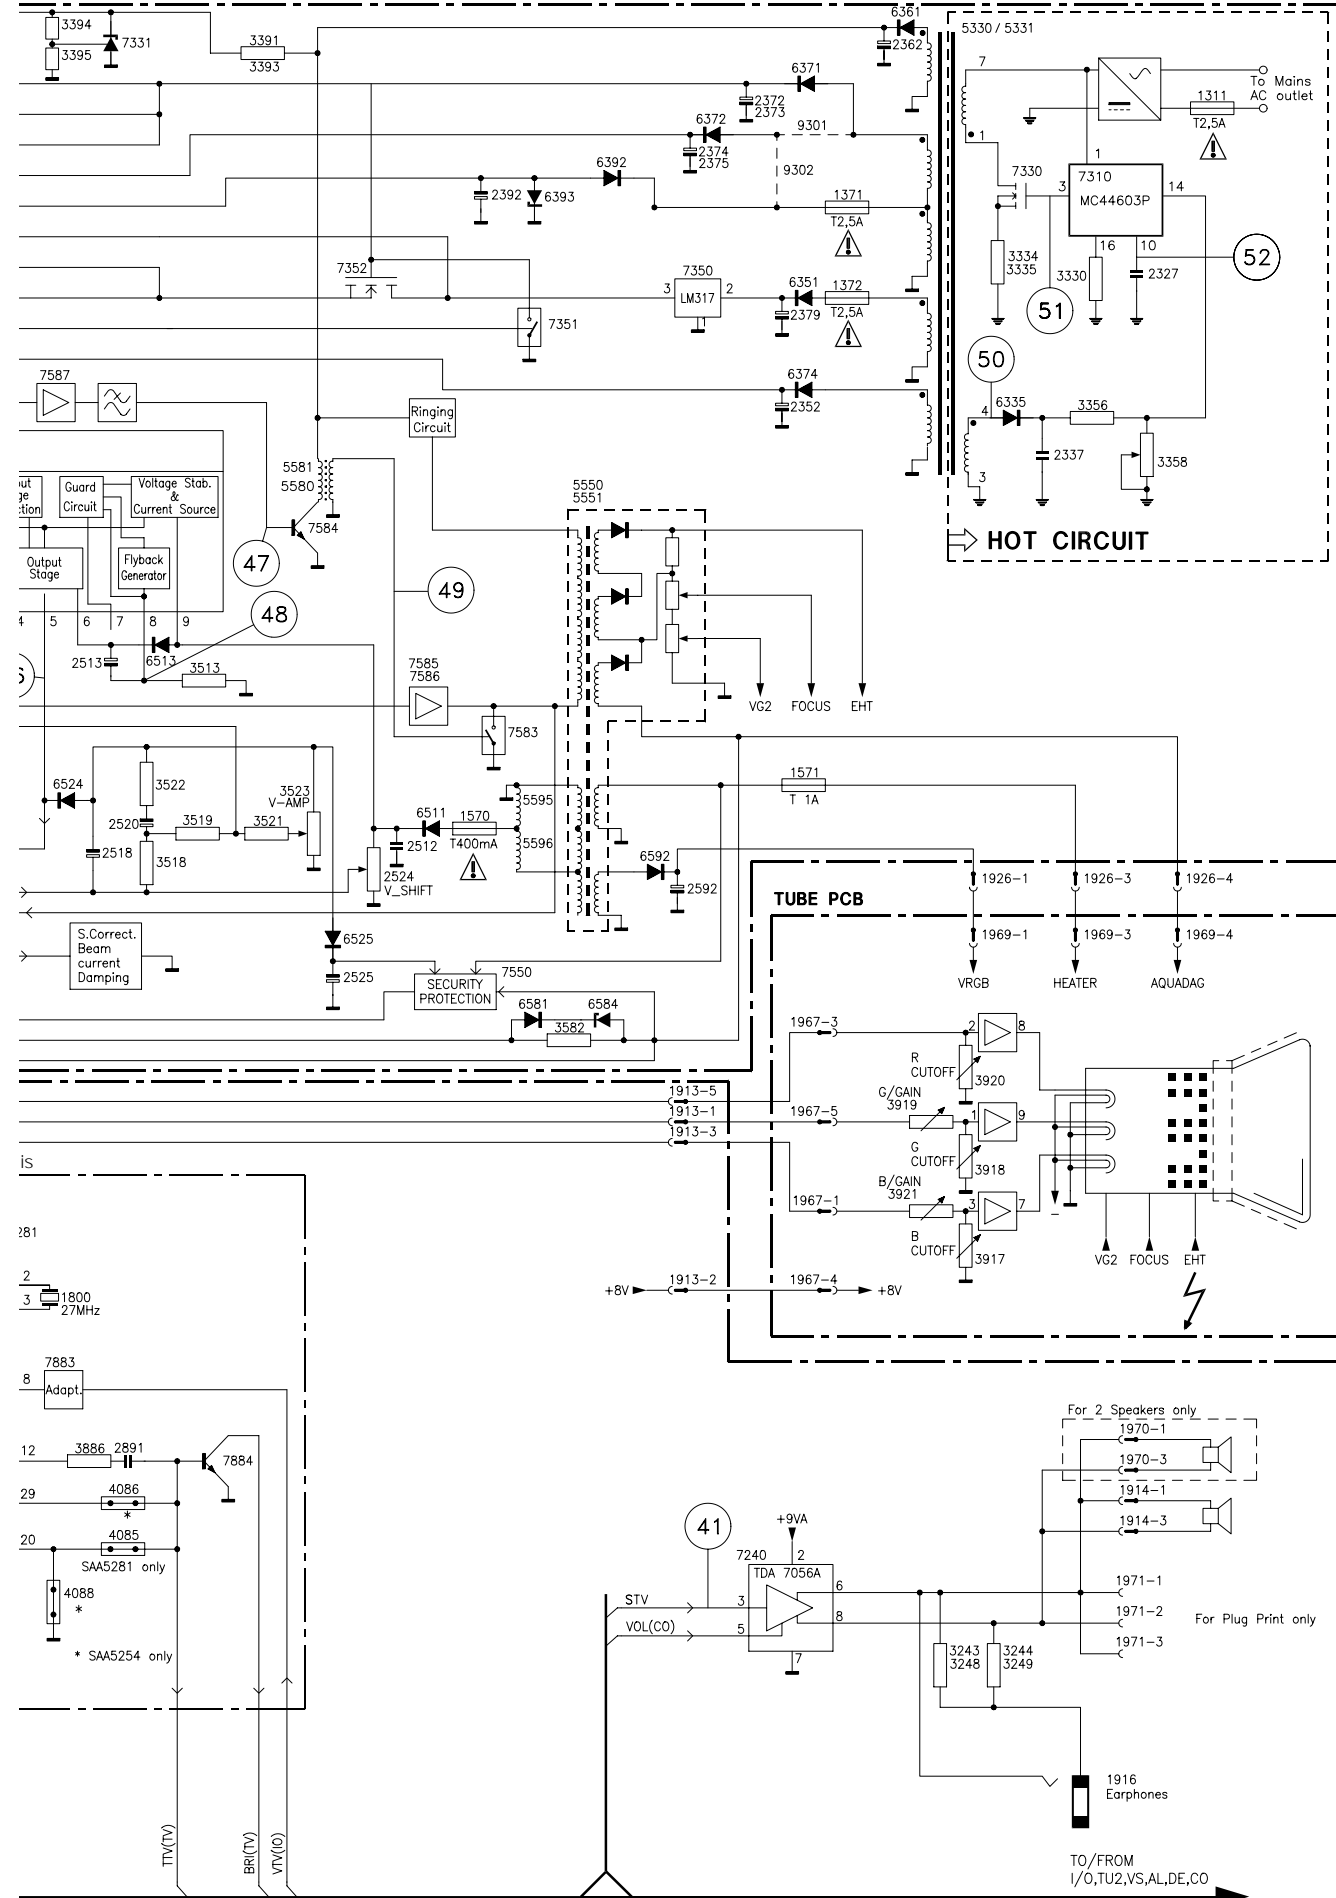 3394
3395
7331
3391
3393
6361
2362
5330 / 5331
7
To Mains
AC outlet
1311
T2,5A
6371
2372
2373
6372
2374
2375
9301
9302
1
7330
3
1
7310
MC44603P
14
16
10
6392
2392
6393
1371
T2,5A
3334
3335
3330
2327
52
51
7352
7351
3
7350
LM317
2
1
6351
2379
1372
T2,5A
50
6374
2352
4
6335
3356
2337
3358
3
HOT CIRCUIT
7587
Ringing
Circuit
5581
5580
7584
Guard
Circuit
Voltage Stab.
&
Current Source
Output
Stage
Flyback
Generator
47
48
49
5550
5551
4
5
6
7
8
9
2513
6513
3513
7585
7586
7583
VG2
FOCUS
EHT
6524
3522
2520
3519
3521
3523
V-AMP
2518
3518
6511
2512
1570
T400mA
2524
V_SHIFT
5595
5596
1571
T 1A
6592
2592
S.Correct.
Beam
current
Damping
6525
2525
7550
SECURITY
PROTECTION
6581
6584
3582
TUBE PCB
1926-1
1926-3
1926-4
1969-1
1969-3
1969-4
VRGB
HEATER
AQUADAG
1967-3
2
8
R
CUTOFF
3920
1913-5
1913-1
1913-3
1967-5
G/GAIN
3919
1
9
G
CUTOFF
3918
1967-1
B/GAIN
3921
3
7
B
CUTOFF
3917
VG2
FOCUS
EHT
+8V
1913-2
1967-4
+8V
is
281
2
3
1800
27MHz
7883
8
Adapt.
12
3886
2891
7884
29
4086
*
20
4085
SAA5281 only
4088
*
* SAA5254 only
TTV(TV)
BRI(TV)
VTV(IO)
For 2 Speakers only
1970-1
1970-3
1914-1
1914-3
41
+9VA
7240
2
TDA 7056A
STV
3
VOL(CO)
5
6
8
7
1971-1
1971-2
1971-3
For Plug Print only
3243
3248
3244
3249
1916
Earphones
TO/FROM
I/O,TU2,VS,AL,DE,CO